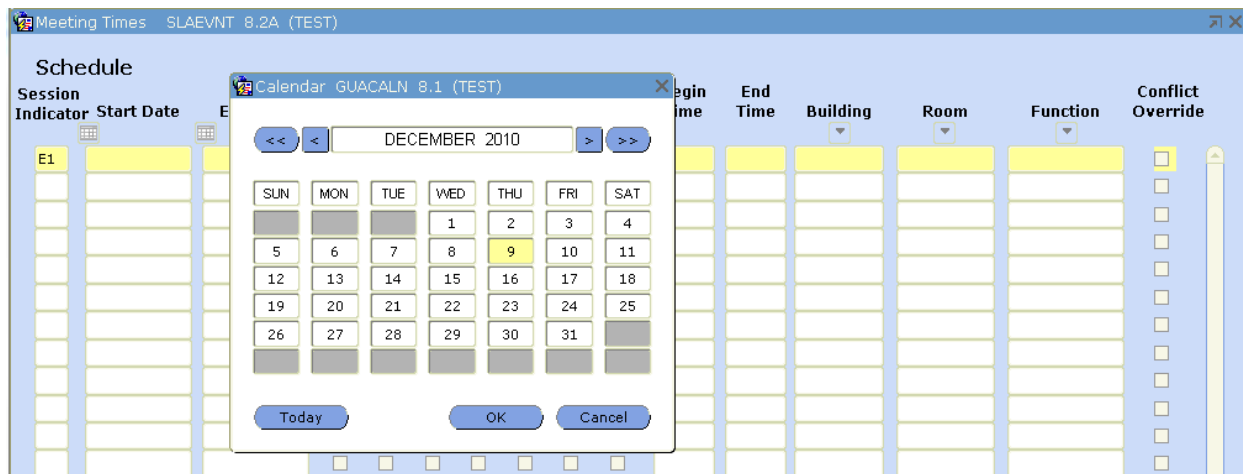 Meeting Times SLAEVNT 8.2A (TEST)
Schedule
Session Indicator
Start Date
E
Calendar GUACALN 8.1 (TEST)
<< < DECEMBER 2010 > >>
SUN MON TUE WED THU FRI SAT
1 2 3 4
5 6 7 8 9 10 11
12 13 14 15 16 17 18
19 20 21 22 23 24 25
26 27 28 29 30 31
Today OK Cancel
End Time
Building
Room
Function
Conflict Override
E1